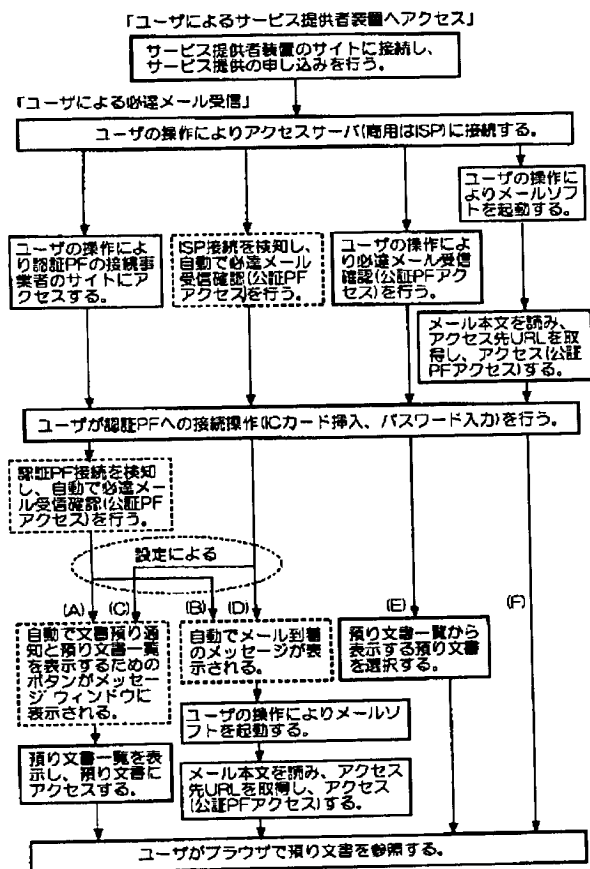 「ユーザによるサービス提供者装置へアクセス」
サービス提供者装置のサイトに接続し、
サービス提供の申し込みを行う。
「ユーザによる必達メール受信」
ユーザの操作によりアクセスサーバ(商用はISP)に接続する。
ユーザの操作に
よりメールソフ
トを起動する。
ユーザの操作によ
り認証PFの接続事
業者のサイトにア
クセスする。
ISP接続を検知し、
自動で必達メール
受信確認(公証PF
アクセス)を行う。
ユーザの操作によ
り必達メール受信
確認(公証PFアク
セス)を行う。
メール本文を読み、
アクセス先URLを取
得し、アクセス(公証
PFアクセス)する。
ユーザが認証PFへの接続操作(ICカード挿入、パスワード入力)を行う。
認証PF接続を検知
し、自動で必達メー
ル受信確認(公証PF
アクセス)を行う。
設定による
(A)
(C)
(B)
(D)
(E)
(F)
自動で文書預り通
知と預り文書一覧
を表示するための
ボタンがメッセー
ジウィンドウに
表示される。
自動でメール到着
のメッセージが表
示される。
預り文書一覧から
表示する預り文書
を選択する。
ユーザの操作によりメールソ
フトを起動する。
預り文書一覧を表
示し、預り文書に
アクセスする。
メール本文を読み、アクセス
先URLを取得し、アクセス
(公証PFアクセス)する。
ユーザがブラウザで預り文書を参照する。